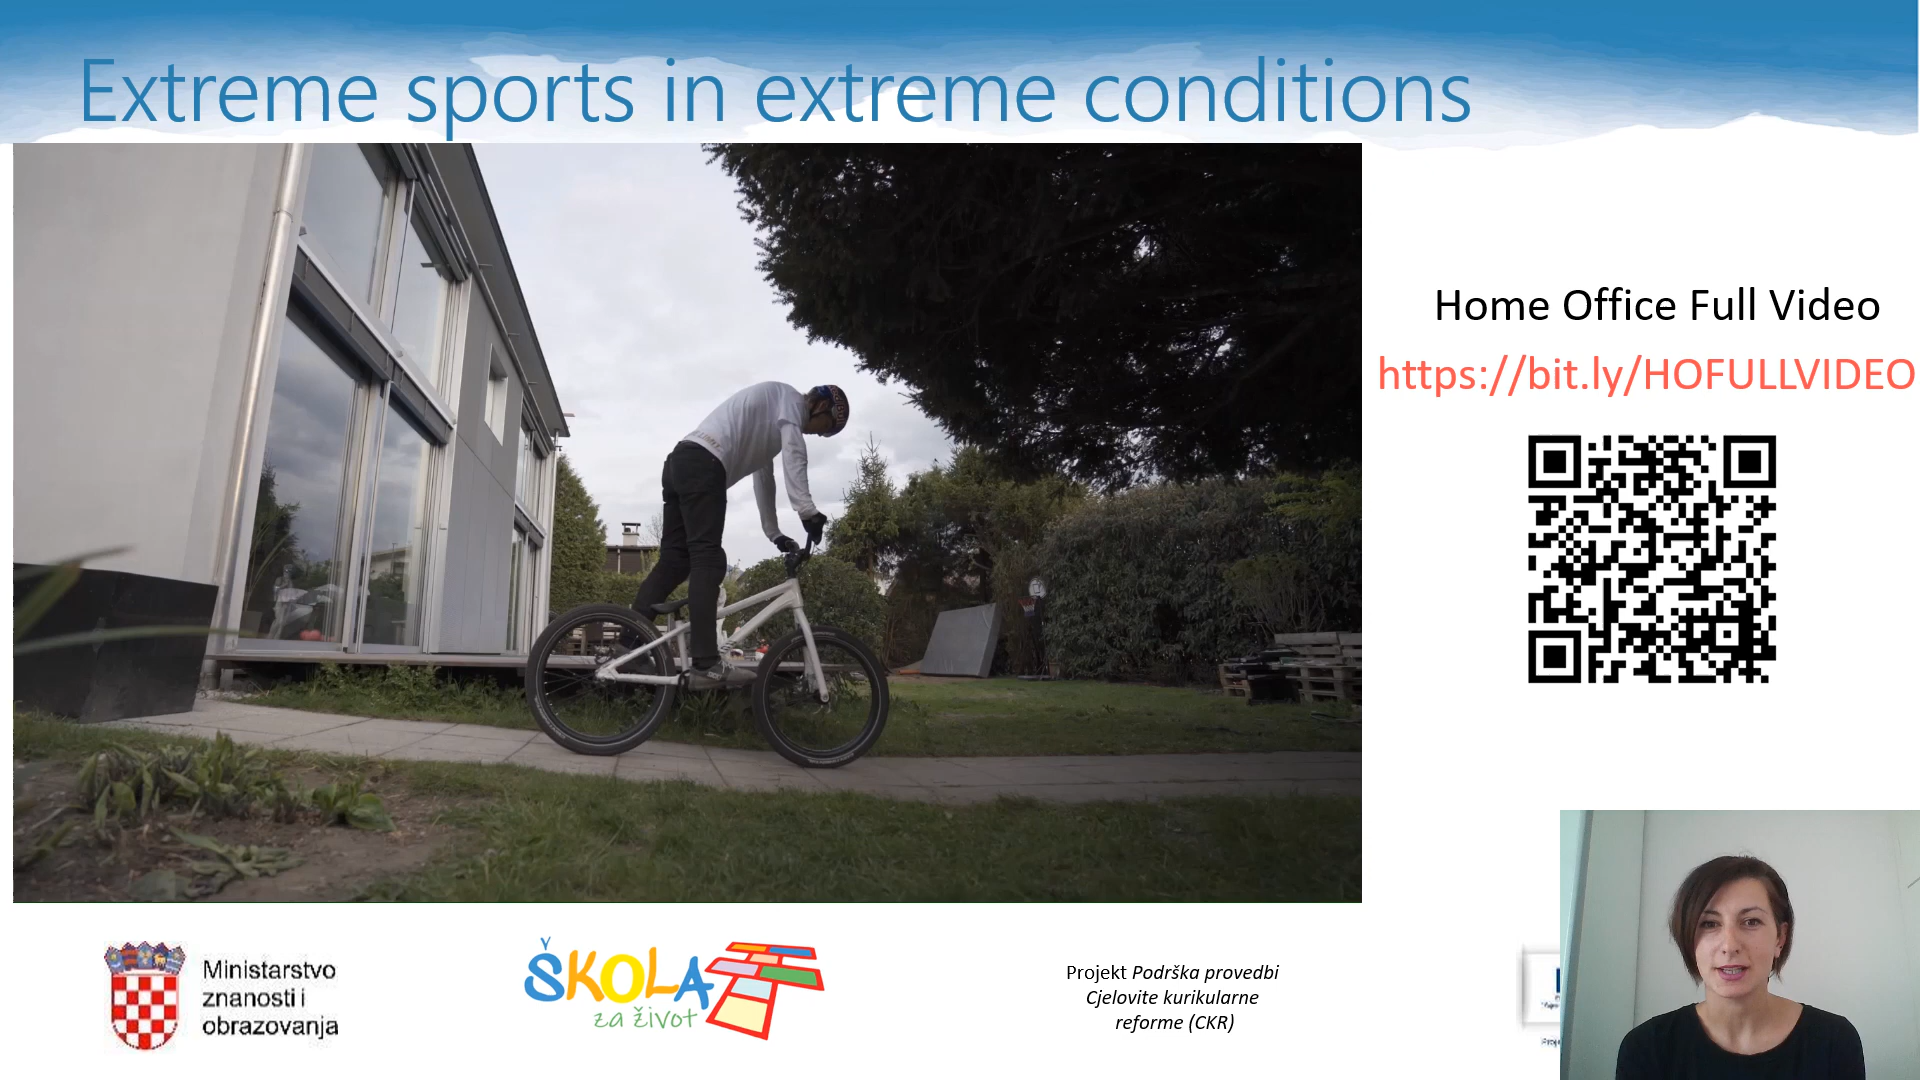 Extreme sports in extreme conditions
Home Office Full Video
https://bit.ly/HOFULLVIDEO
Ministarstvo
znanosti i
obrazovanja
ŠKOLA
za život
Projekt Podrška provedbi
Cjelovite kurikularne
reforme (CKR)